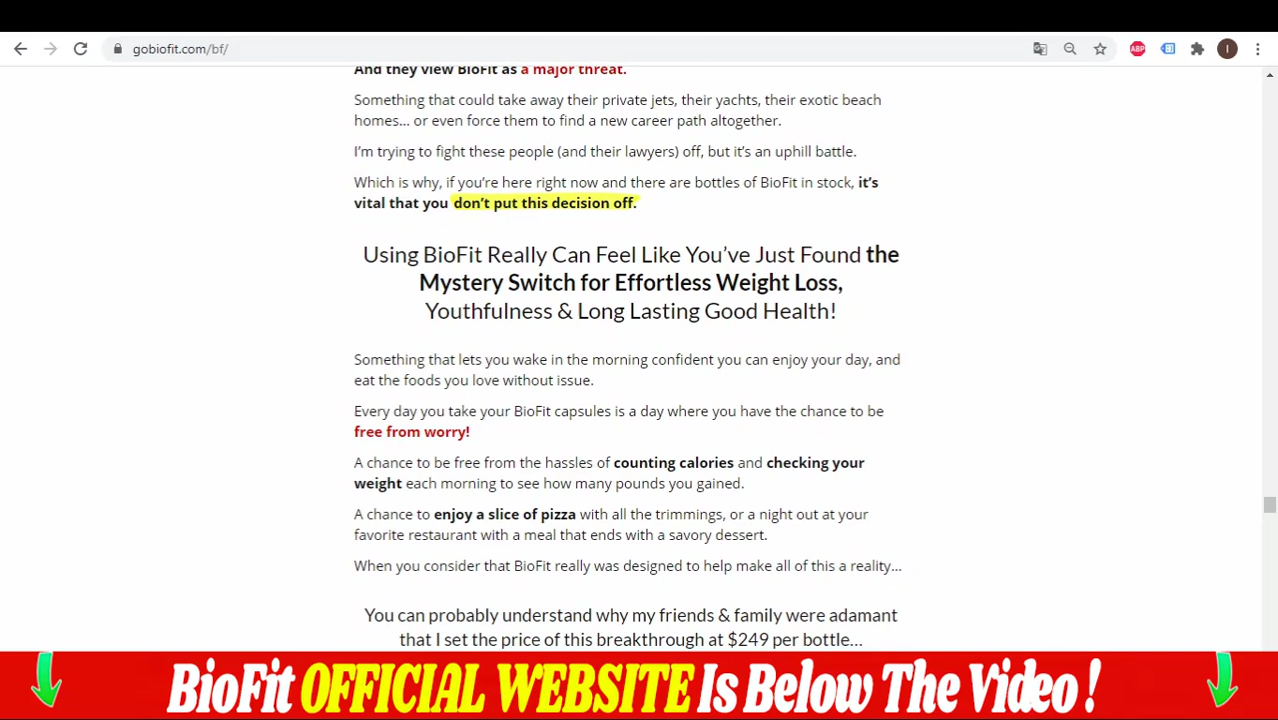 gobiofit.com/bf/
ABP
I
And they view BioFit as a major threat.
Something that could take away their private jets, their yachts, their exotic beach
homes... or even force them to find a new career path altogether.
I'm trying to fight these people (and their lawyers) off, but it's an uphill battle.
Which is why, if you're here right now and there are bottles of BioFit in stock, it's
vital that you don't put this decision off.
Using BioFit Really Can Feel Like You've Just Found the
Mystery Switch for Effortless Weight Loss,
Youthfulness & Long Lasting Good Health!
Something that lets you wake in the morning confident you can enjoy your day, and
eat the foods you love without issue.
Every day you take your BioFit capsules is a day where you have the chance to be
free from worry!
A chance to be free from the hassles of counting calories and checking your
weight each morning to see how many pounds you gained.
A chance to enjoy a slice of pizza with all the trimmings, or a night out at your
favorite restaurant with a meal that ends with a savory dessert.
When you consider that BioFit really was designed to help make all of this a reality...
You can probably understand why my friends & family were adamant
that I set the price of this breakthrough at $249 per bottle...
BioFit OFFICIAL WEBSITE Is Below The Video!